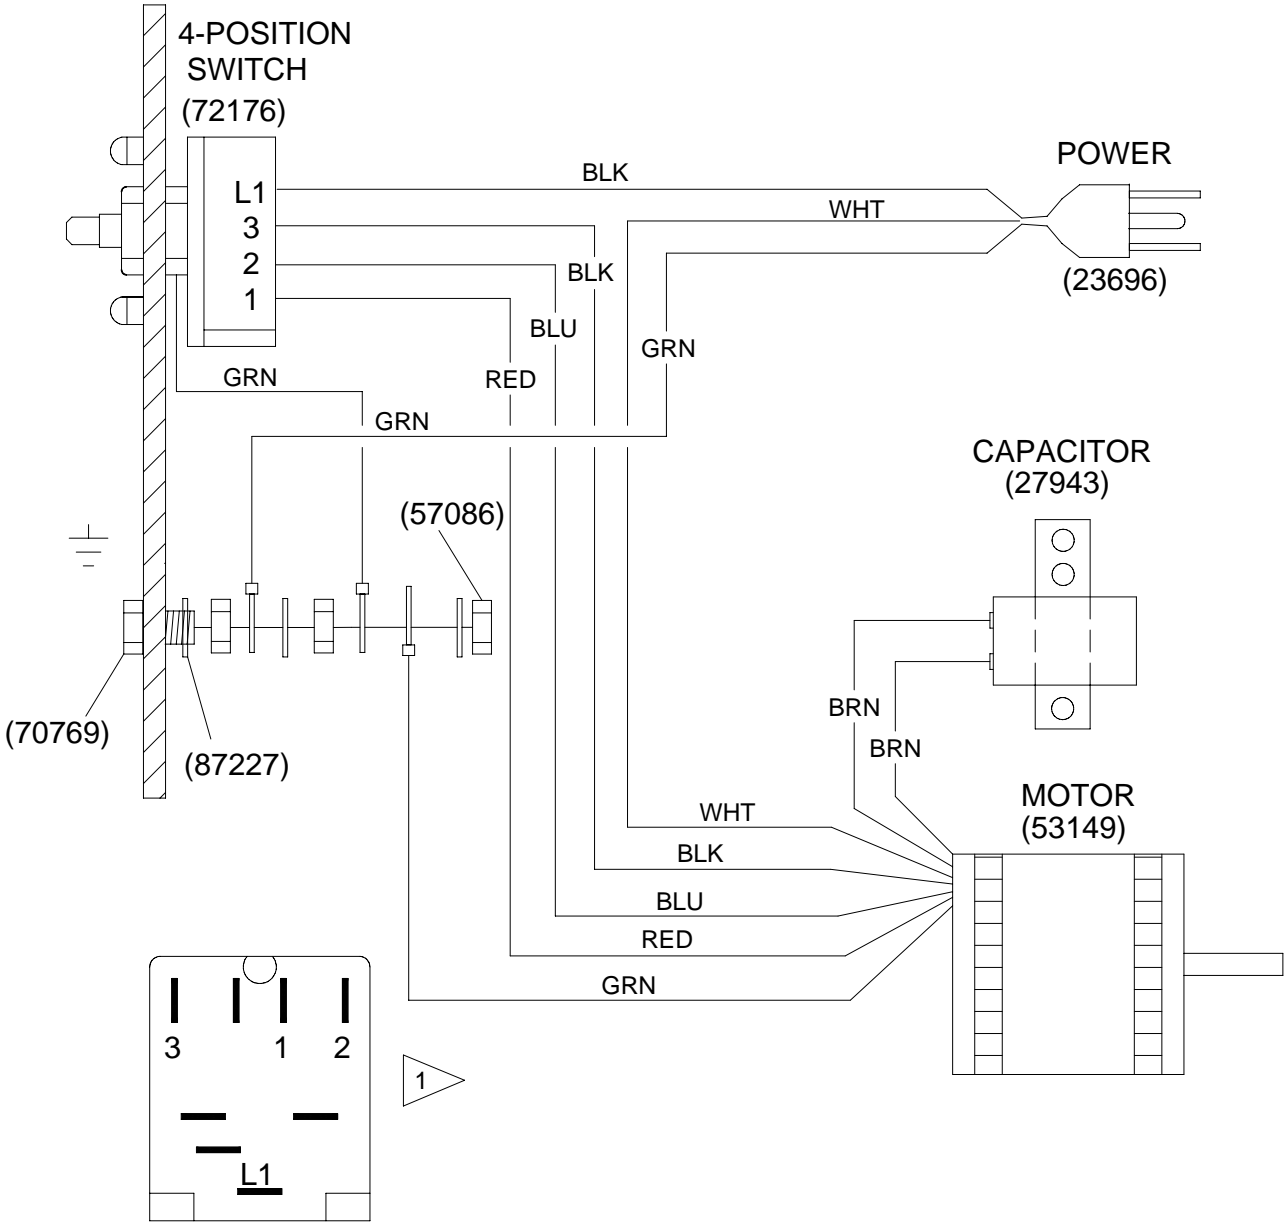 4-POSITION
SWITCH
(72176)
L1
3
2
1
BLK
WHT
POWER
(23696)
BLK
BLU
GRN
RED
GRN
GRN
CAPACITOR
(27943)
(57086)
(70769)
(87227)
BRN
BRN
MOTOR
(53149)
WHT
BLK
BLU
RED
GRN
3 1 2
1
L1